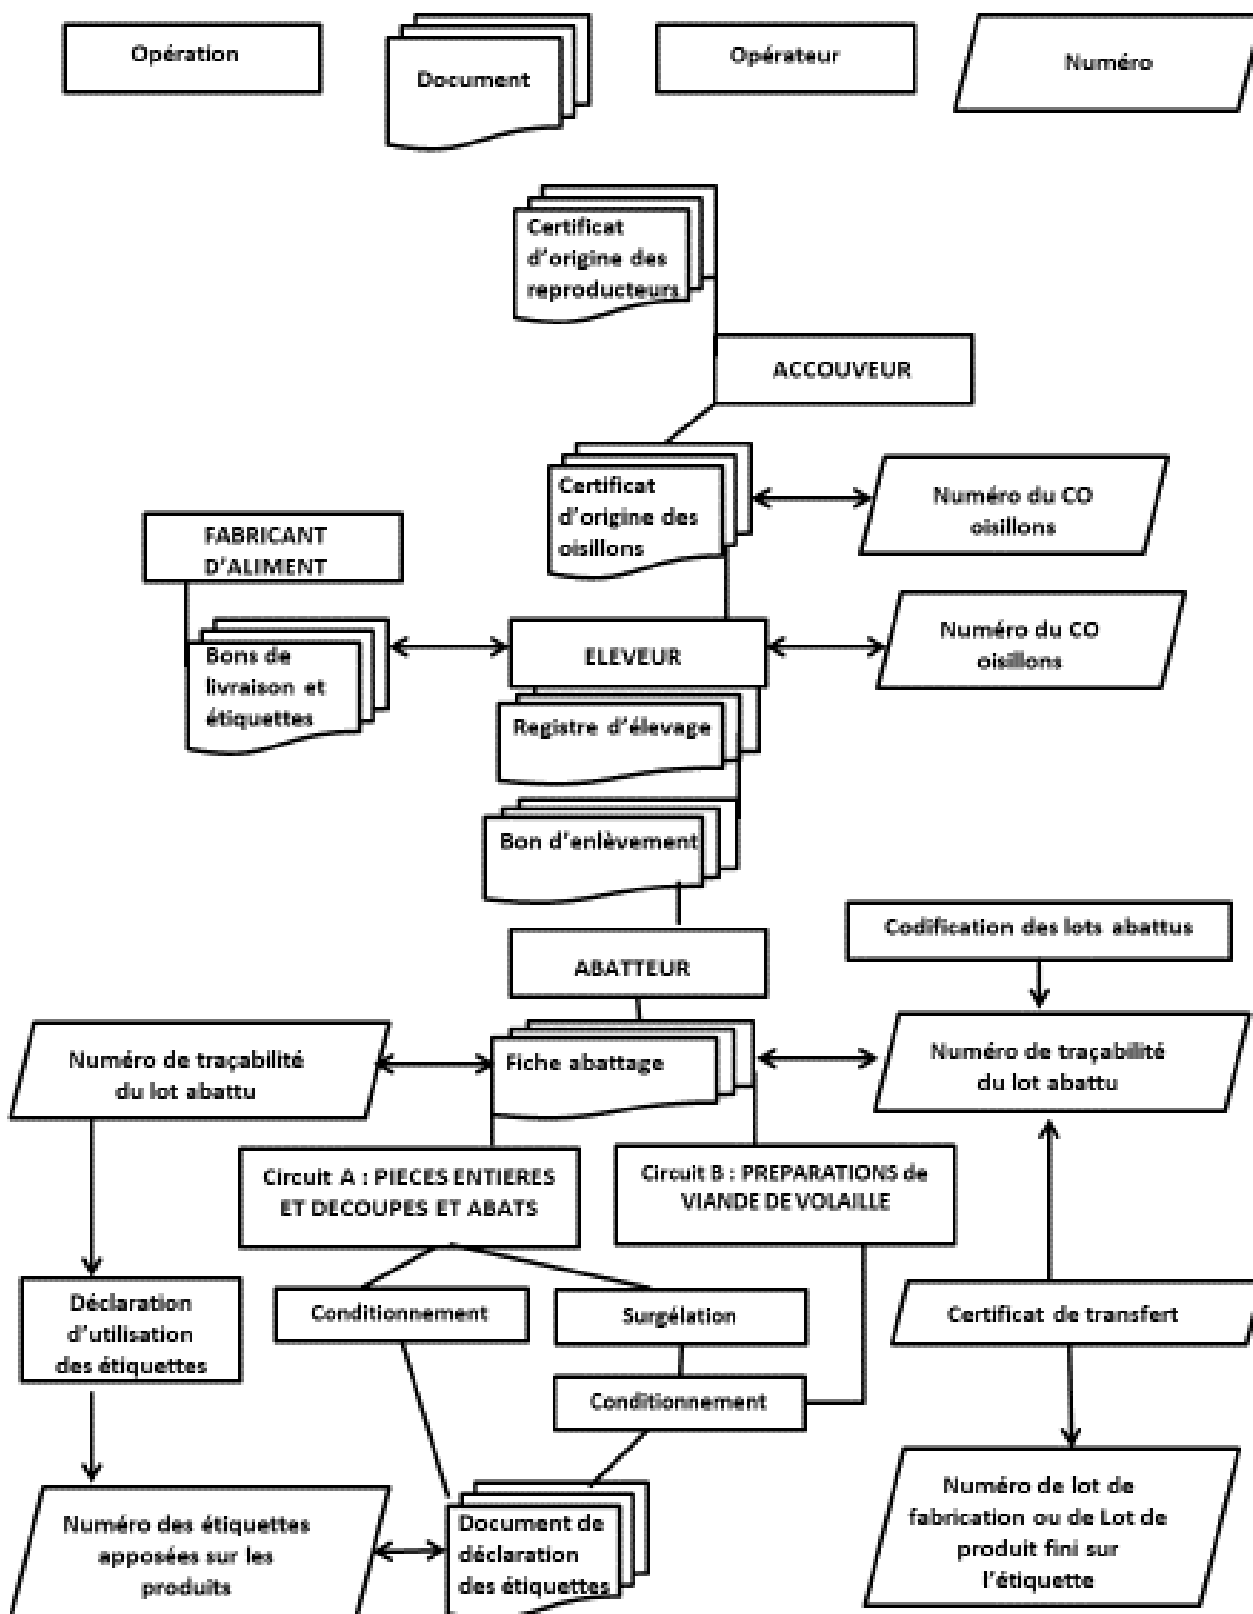 Opération
Document
Opérateur
Numéro
Certificat
d'origine des
reproducteurs
ACCOUVEUR
Certificat
d'origine des
oisillons
Numéro du CO
oisillons
FABRICANT
D'ALIMENT
Bons de
livraison et
étiquettes
ELEVEUR
Numéro du CO
oisillons
Registre d'élevage
Bon d'enlèvement
Codification des lots abattus
ABATTEUR
Numéro de traçabilité
du lot abattu
Fiche abattage
Numéro de traçabilité
du lot abattu
Circuit A : PIECES ENTIERES
ET DECOUPES ET ABATS
Circuit B : PREPARATIONS de
VIANDE DE VOLAILLE
Déclaration
d'utilisation
des étiquettes
Conditionnement
Surgélation
Certificat de transfert
Conditionnement
Numéro des étiquettes
apposées sur les
produits
Document de
déclaration
des étiquettes
Numéro de lot de
fabrication ou de Lot de
produit fini sur
l'étiquette